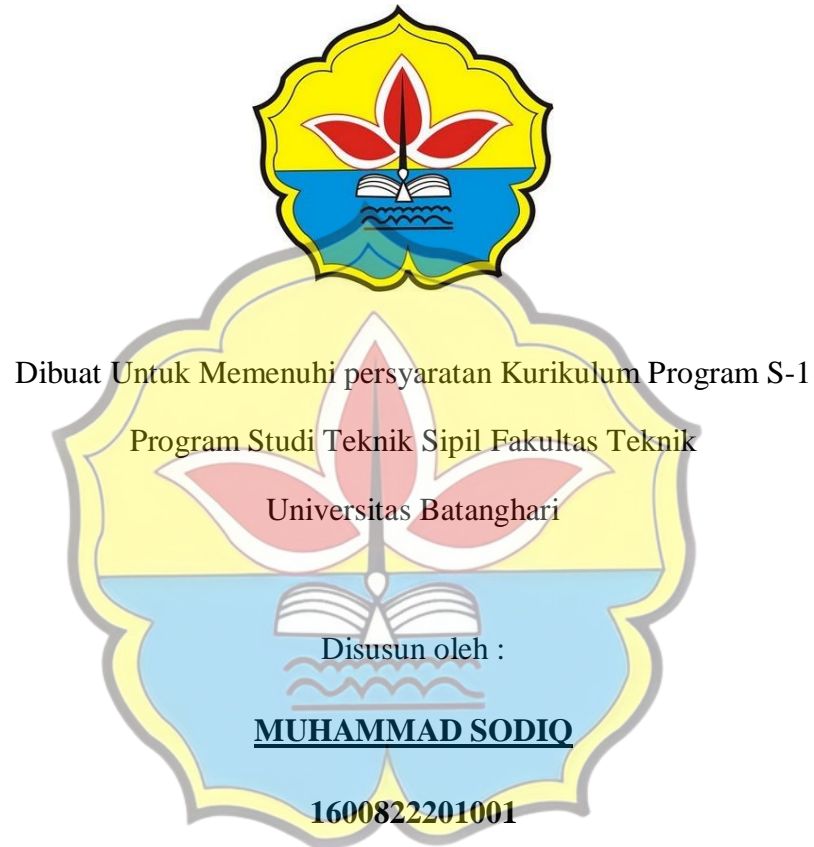 Dibuat Untuk Memenuhi persyaratan Kurikulum Program S-1
Program Studi Teknik Sipil Fakultas Teknik
Universitas Batanghari
Disusun oleh :
MUHAMMAD SODIQ
1600822201001